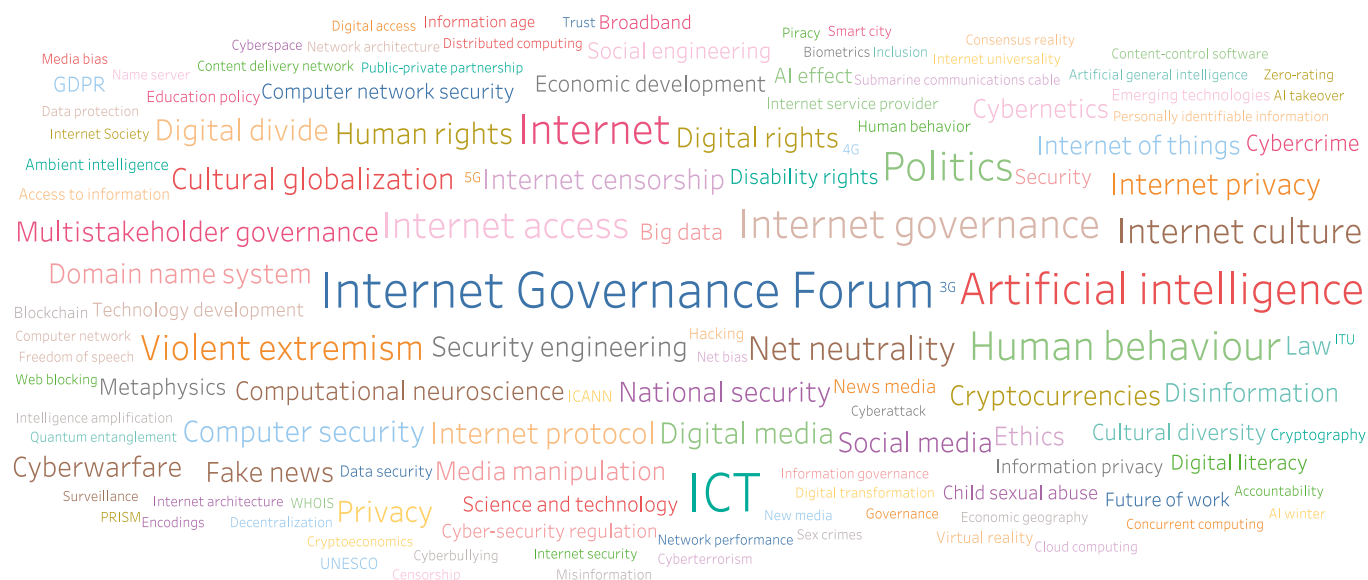 Digital access Information age Trust Broadband Piracy Smart city
Cyberspace Network architecture Distributed computing Social engineering Biometrics Inclusion Consensus reality
Media bias Content delivery network Public-private partnership Internet universality Content-control software
GDPR Name server Economic development AI effect Submarine communications cable Artificial general intelligence Zero-rating
Data protection Education policy Computer network security Internet service provider Cybernetics Emerging technologies AI takeover
Internet Society Digital divide Human rights Internet Digital rights Human behavior Personally identifiable information
Ambient intelligence 4G Politics Internet of things Cybercrime
Access to information Cultural globalization 5G Internet censorship Disability rights Security Internet privacy
Multistakeholder governance Internet access Big data Internet governance Internet culture
Domain name system Internet Governance Forum 3G Artificial intelligence
Blockchain Technology development
Computer network Violent extremism Security engineering Hacking Net neutrality Human behaviour Law ITU
Freedom of speech Net bias
Web blocking Metaphysics Computational neuroscience ICANN National security News media Cryptocurrencies Disinformation
Intelligence amplification Cyberattack
Quantum entanglement Computer security Internet protocol Digital media Social media Ethics Cultural diversity Cryptography
Cyberwarfare Fake news Data security Media manipulation ICT Information governance Information privacy Digital literacy
Surveillance Internet architecture WHOIS Science and technology Digital transformation Child sexual abuse Future of work Accountability
PRISM Encodings Decentralization Privacy New media Governance Economic geography Concurrent computing AI winter
Cryptoeconomics Cyber-security regulation Network performance Sex crimes Virtual reality Cloud computing
UNESCO Cyberbullying Internet security Cyberterrorism
Censorship Misinformation